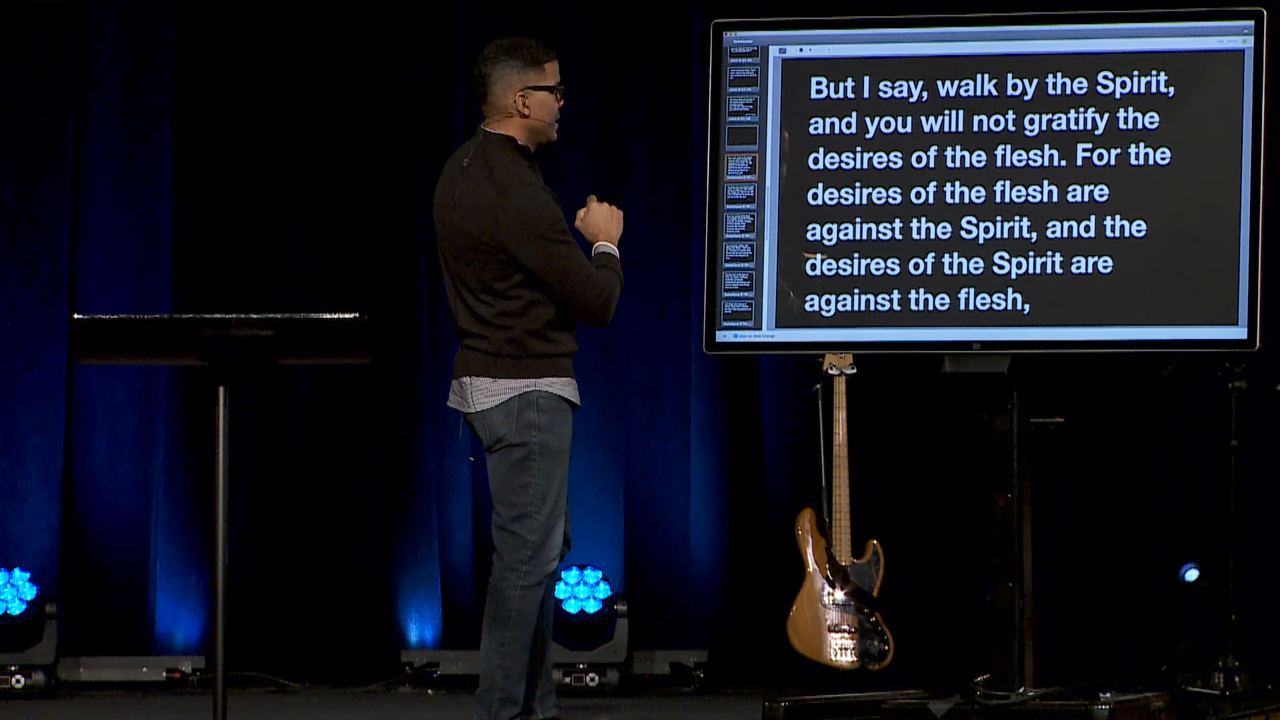 But I say, walk by the Spirit,
and you will not gratify the
desires of the flesh. For the
desires of the flesh are
against the Spirit, and the
desires of the Spirit are
against the flesh,